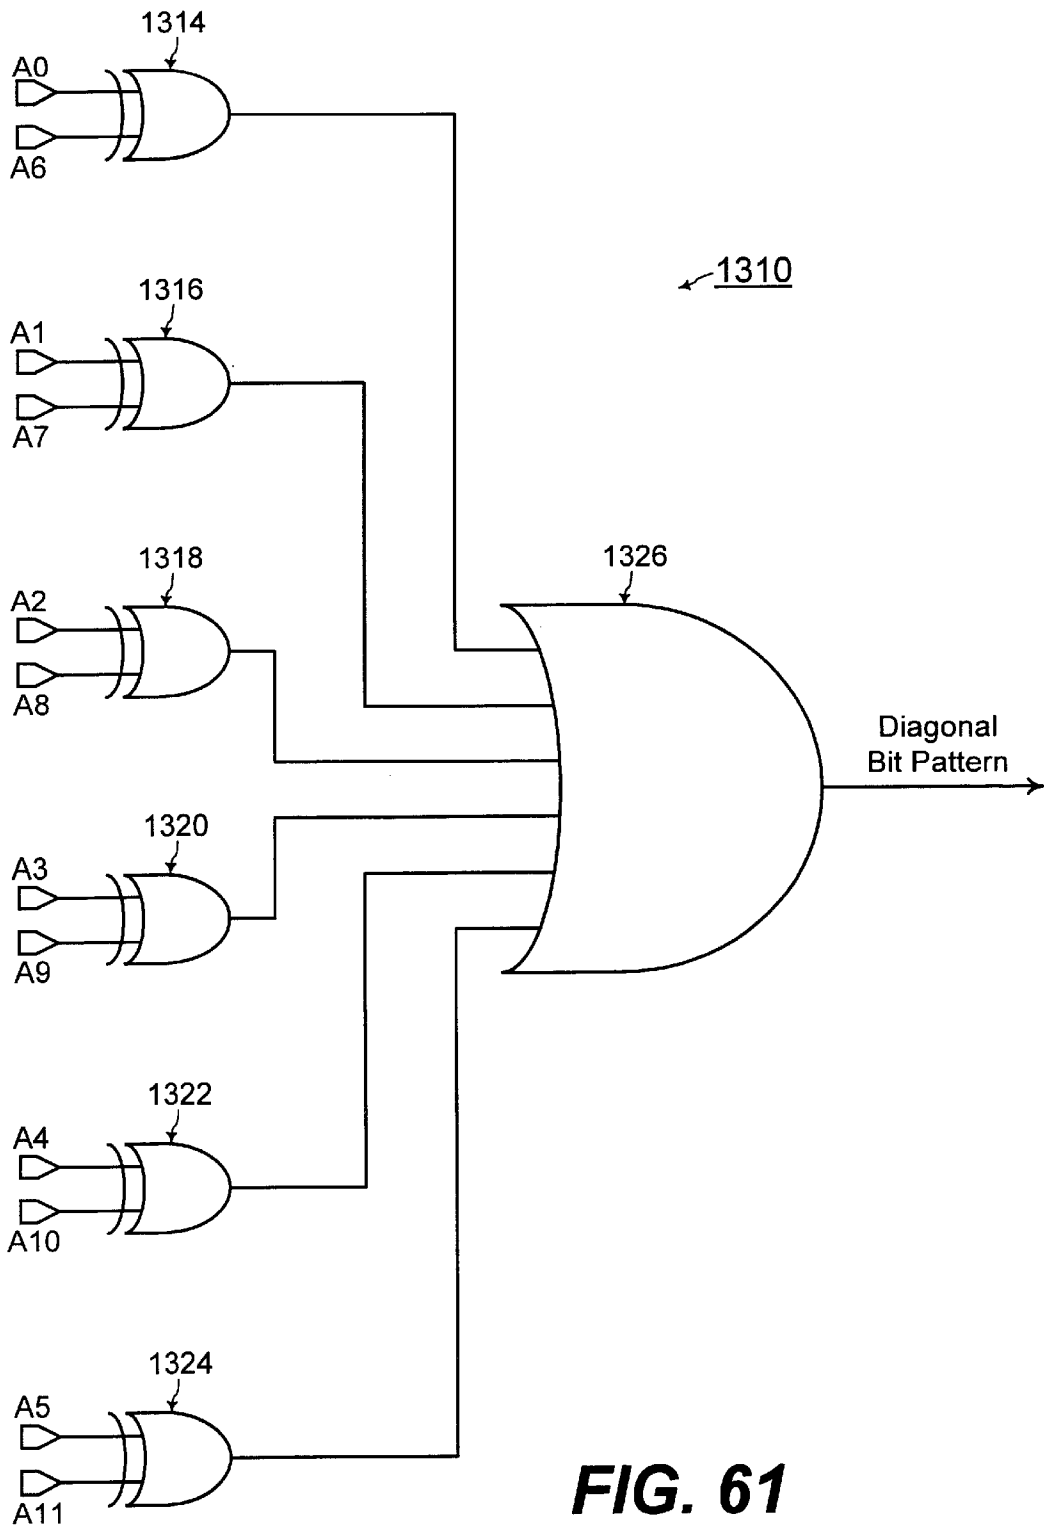 1314
A0
A6
1310
1316
A1
A7
1318
A2
A8
1326
Diagonal
Bit Pattern
1320
A3
A9
1322
A4
A10
1324
A5
A11
FIG. 61